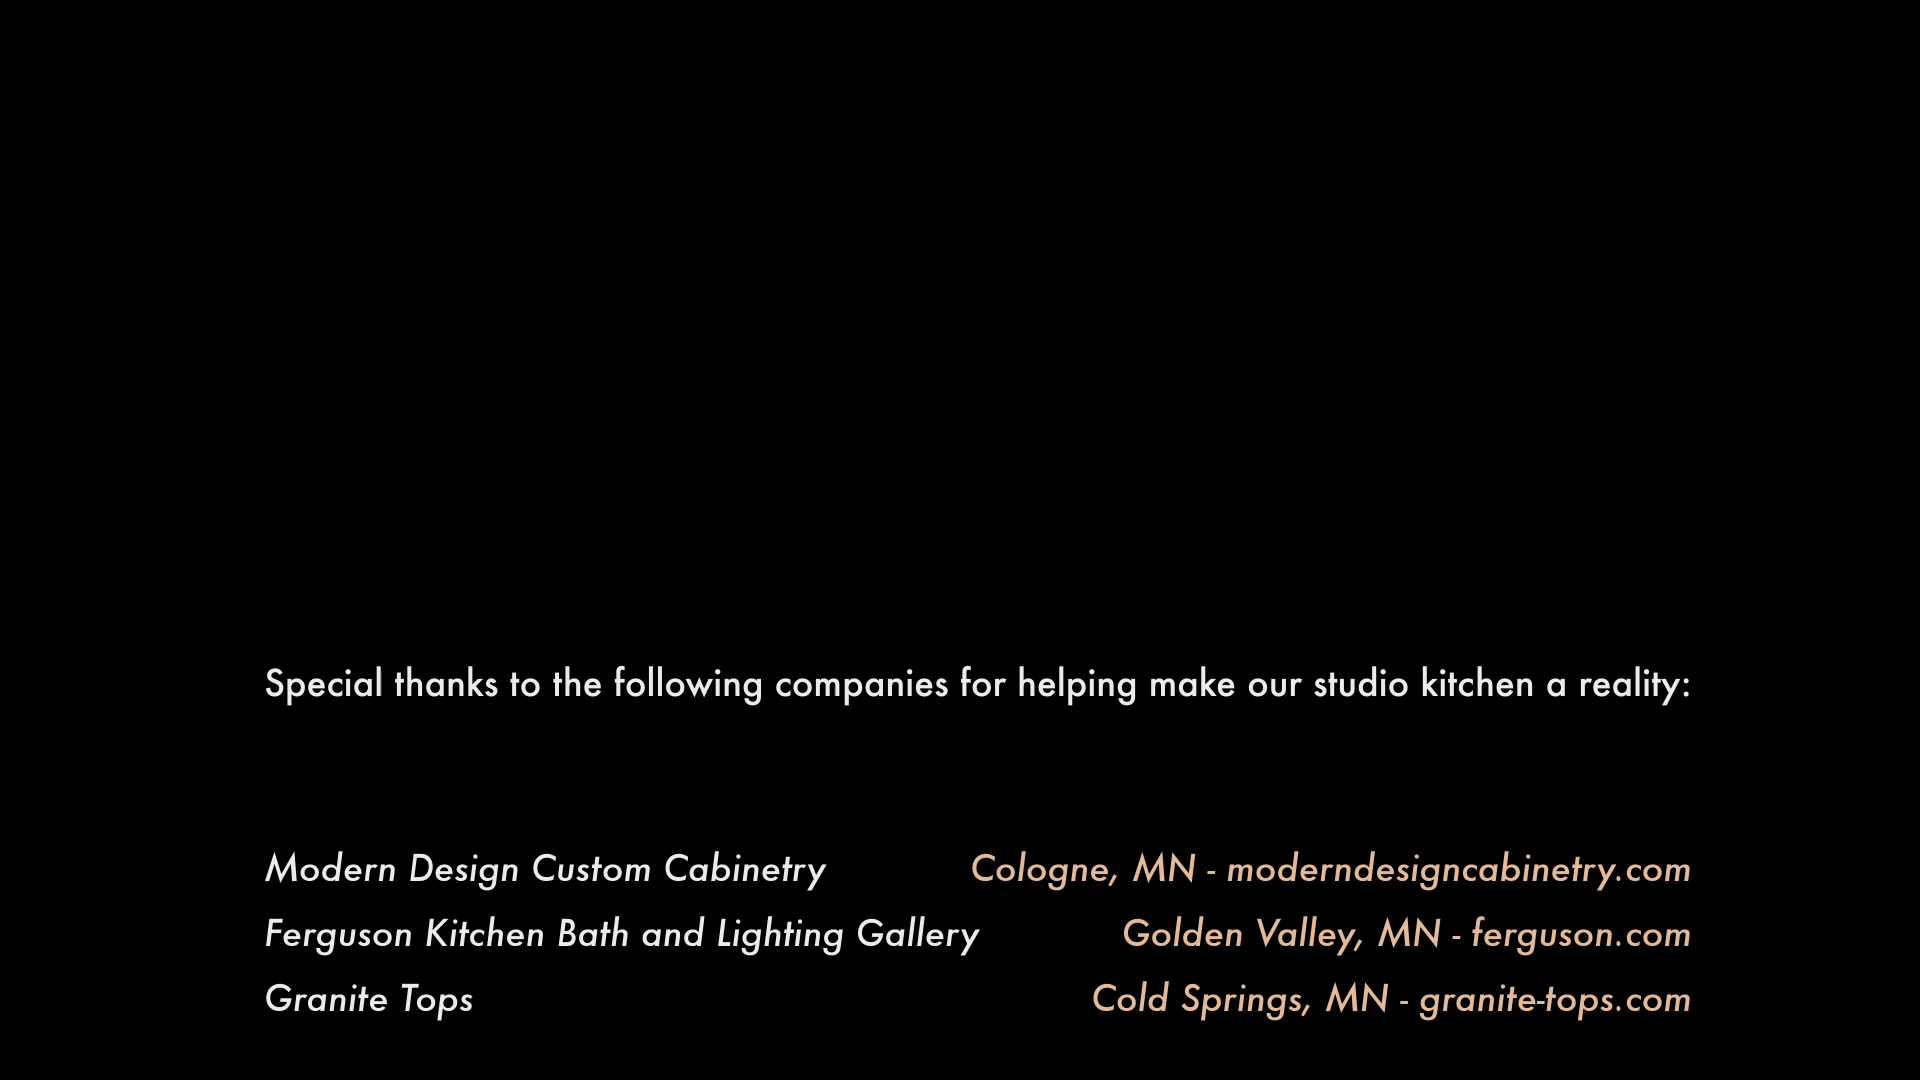 Special thanks to the following companies for helping make our studio kitchen a reality:
Modern Design Custom Cabinetry Cologne, MN - moderndesigncabinetry.com
Ferguson Kitchen Bath and Lighting Gallery Golden Valley, MN - ferguson.com
Granite Tops Cold Springs, MN - granite-tops.com